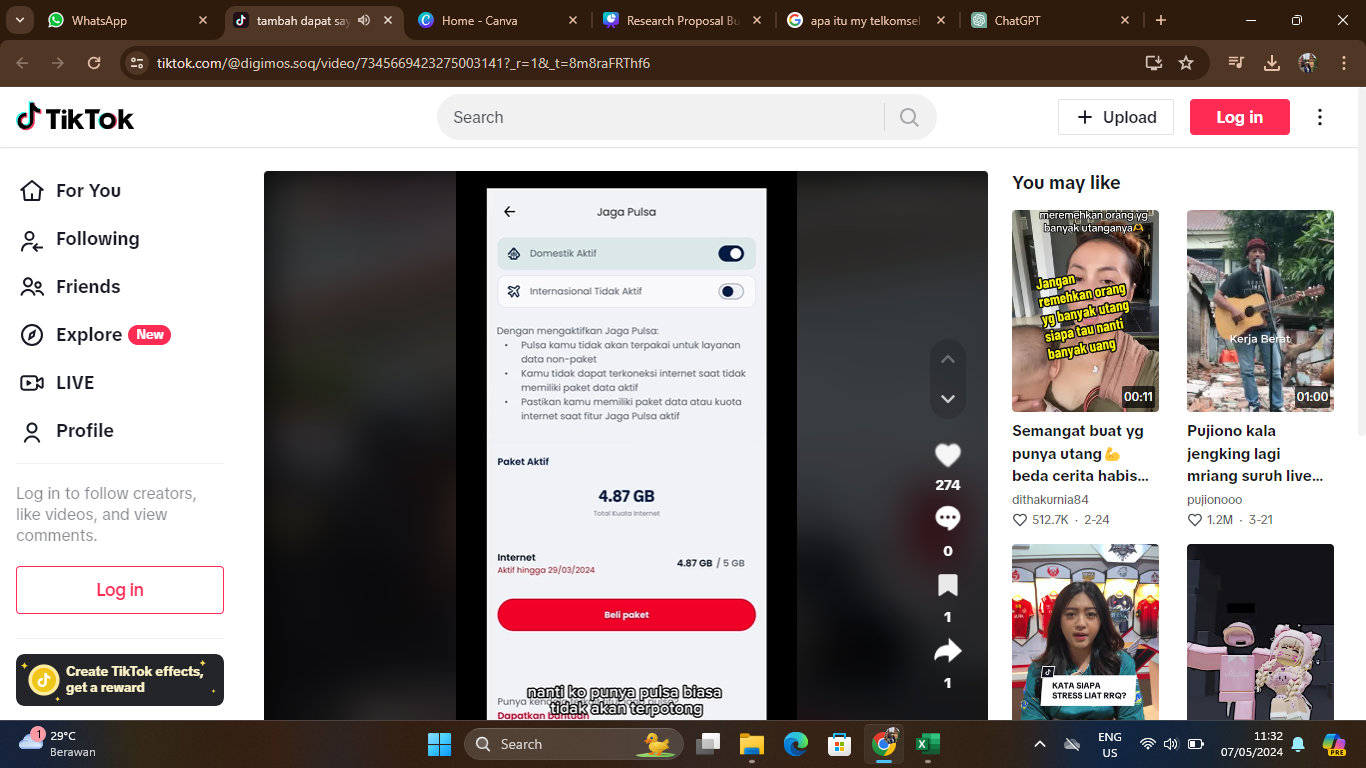 WhatsApp
tambah dapat say
Home - Canva
Research Proposal Bu
apa itu my telkomsel
ChatGPT
tiktok.com/@digimos.soq/video/7345669423275003141?_r=1&_t=8m8raFRThf6
TikTok
Search
Upload
Log in
For You
Following
Friends
Explore New
LIVE
Profile
Log in to follow creators,
like videos, and view
comments.
Log in
Create TikTok effects,
get a reward
Jaga Pulsa
Domestik Aktif
Internasional Tidak Aktif
Dengan mengaktifkan Jaga Pulsa:
• Pulsa kamu tidak akan terpakai untuk layanan
data non-paket
• Kamu tidak dapat terkoneksi internet saat tidak
memiliki paket data aktif
• Pastikan kamu memiliki paket data atau kuota
internet saat fitur Jaga Pulsa aktif
Paket Aktif
4.87 GB
Total Kuota Internet
Internet
Aktif hingga 29/03/2024
4.87 GB / 5 GB
Beli paket
Punya ken
Dapatkan bantuan
nanti ko punya pulsa biasa
tidak akan terpotong
274
0
1
1
You may like
meremehkan orang yg
banyak utangnya
Jangan
remehkan orang
yg banyak utang
siapa tau nanti
banyak uang
00:11
Semangat buat yg
punya utang💪
beda cerita habis...
dithakurnia84
512.7K · 2-24
Kerja Berat
01:00
Pujiono kala
jengking lagi
mriang suruh live...
pujionooo
1.2M · 3-21
KATA SIAPA
STRESS LIAT RRQ?
1
29°C
Berawan
Search
ENG
US
11:32
07/05/2024
PRE